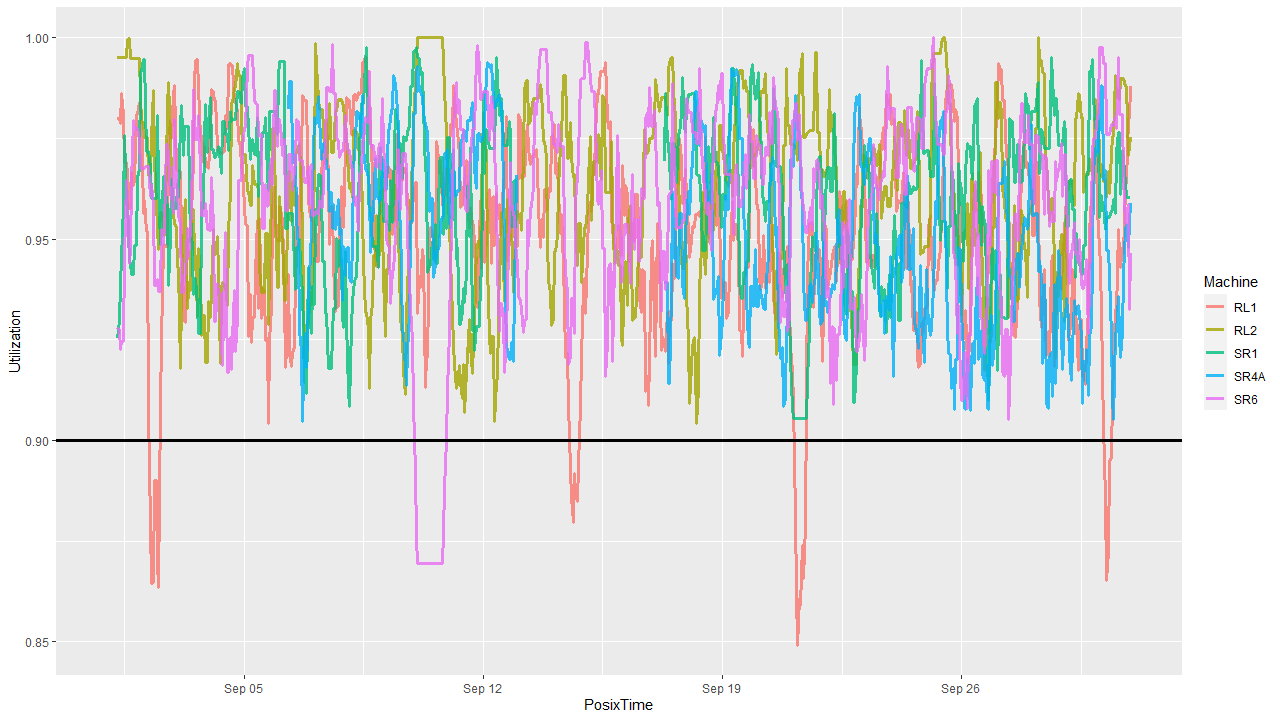 1.00
0.95
0.90
0.85
Utilization
Sep 05
Sep 12
Sep 19
Sep 26
PosixTime
Machine
RL1
RL2
SR1
SR4A
SR6